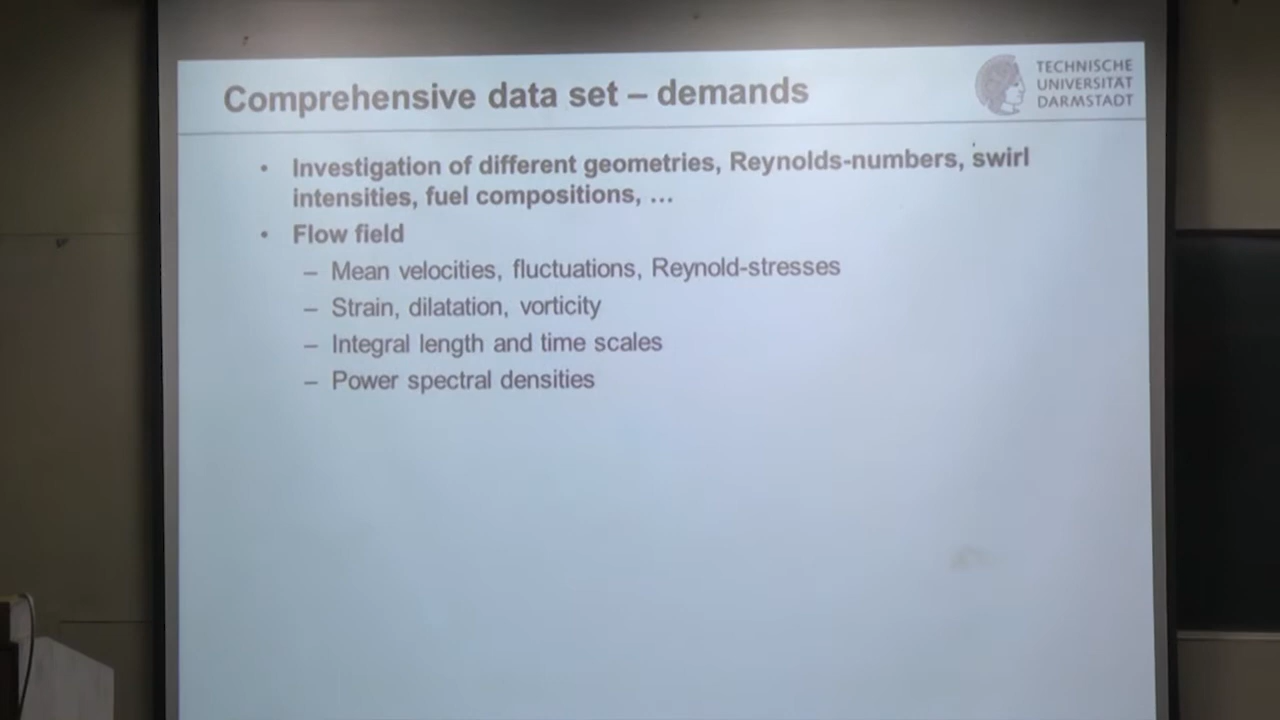 Comprehensive data set – demands
TECHNISCHE
UNIVERSITÄT
DARMSTADT
• Investigation of different geometries, Reynolds-numbers, swirl
intensities, fuel compositions, …
• Flow field
– Mean velocities, fluctuations, Reynold-stresses
– Strain, dilatation, vorticity
– Integral length and time scales
– Power spectral densities